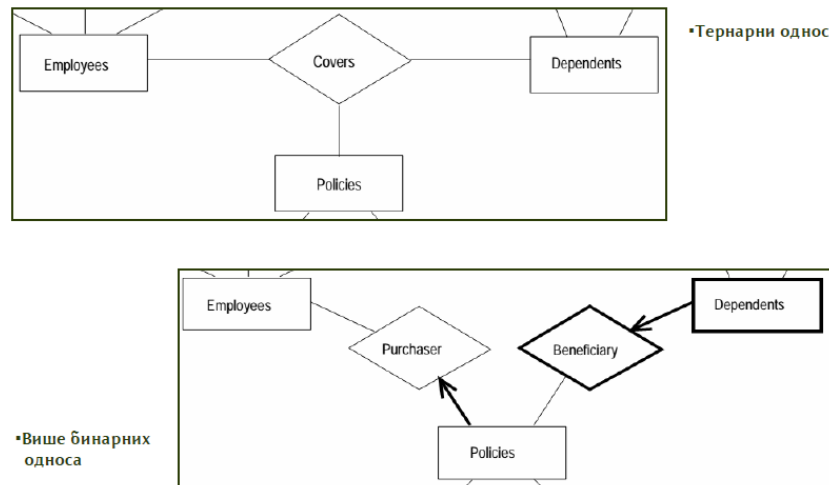 ▪Тернарни однос
Employees
Covers
Dependents
Policies
Employees
Dependents
Purchaser
Beneficiary
▪Више бинарних
односа
Policies